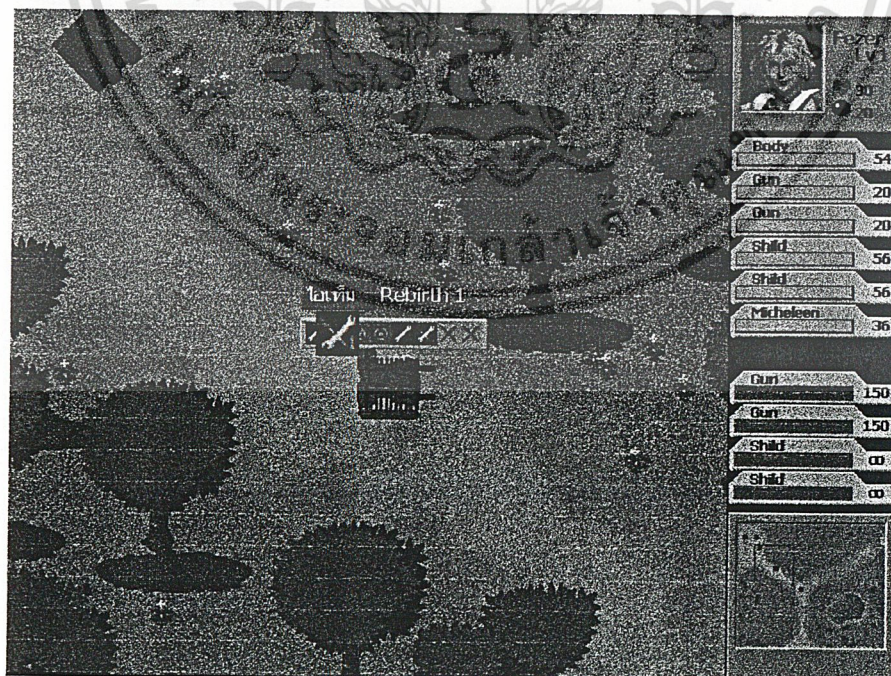 ไอเท็ม Rebirth 1
90
Body 54
Gun 20
Gun 20
Shild 56
Shild 56
Micheleen 36
Gun 150
Gun 150
Shild ∞
Shild ∞